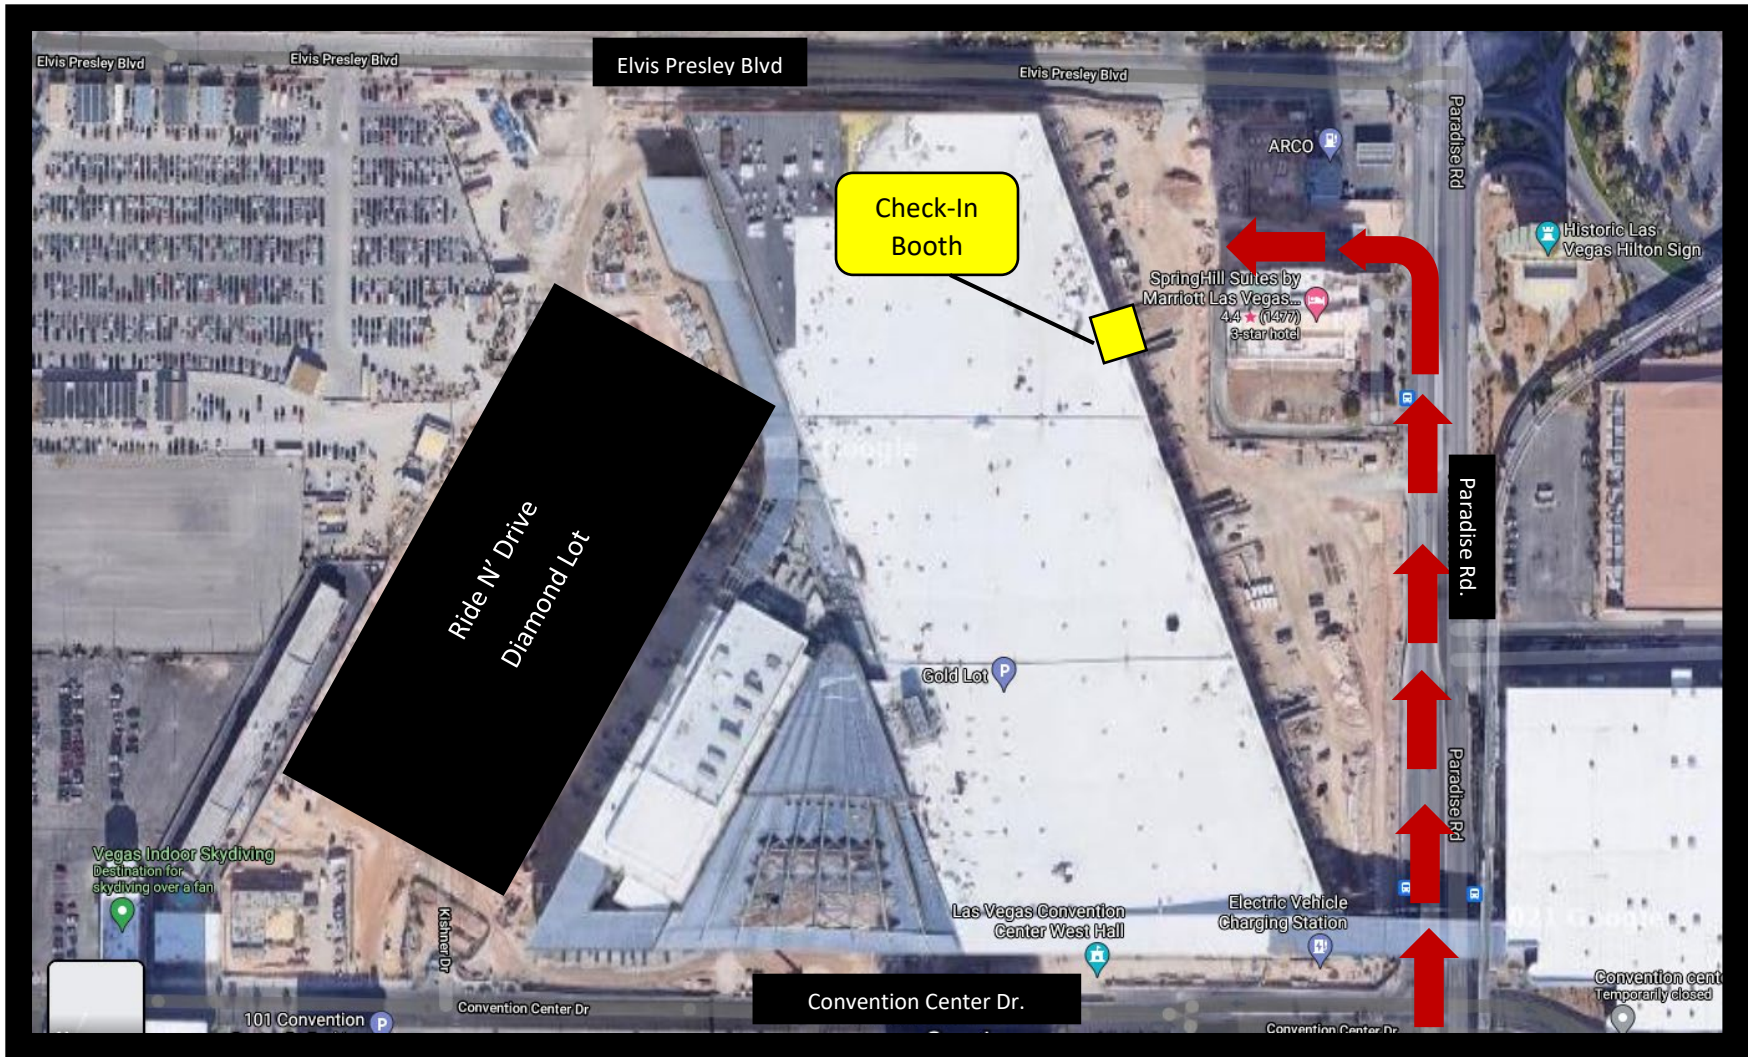 Elvis Presley Blvd
Elvis Presley Blvd
Elvis Presley Blvd
Elvis Presley Blvd
Paradise Rd
ARCO
Check-In
Booth
Historic Las
Vegas Hilton Sign
SpringHill Suites by
Marriott Las Vegas...
4.4 ★ (1477)
3-star hotel
Google
Ride N' Drive
Diamond Lot
Paradise Rd.
Gold Lot
P
Paradise Rd
Vegas Indoor Skydiving
Destination for
skydiving over a fan
Kishner Dr
Las Vegas Convention
Center West Hall
Electric Vehicle
Charging Station
2021 Google
Convention cent
Temporarily closed
Convention Center Dr
Convention Center Dr.
101 Convention
P
Convention Center Dr